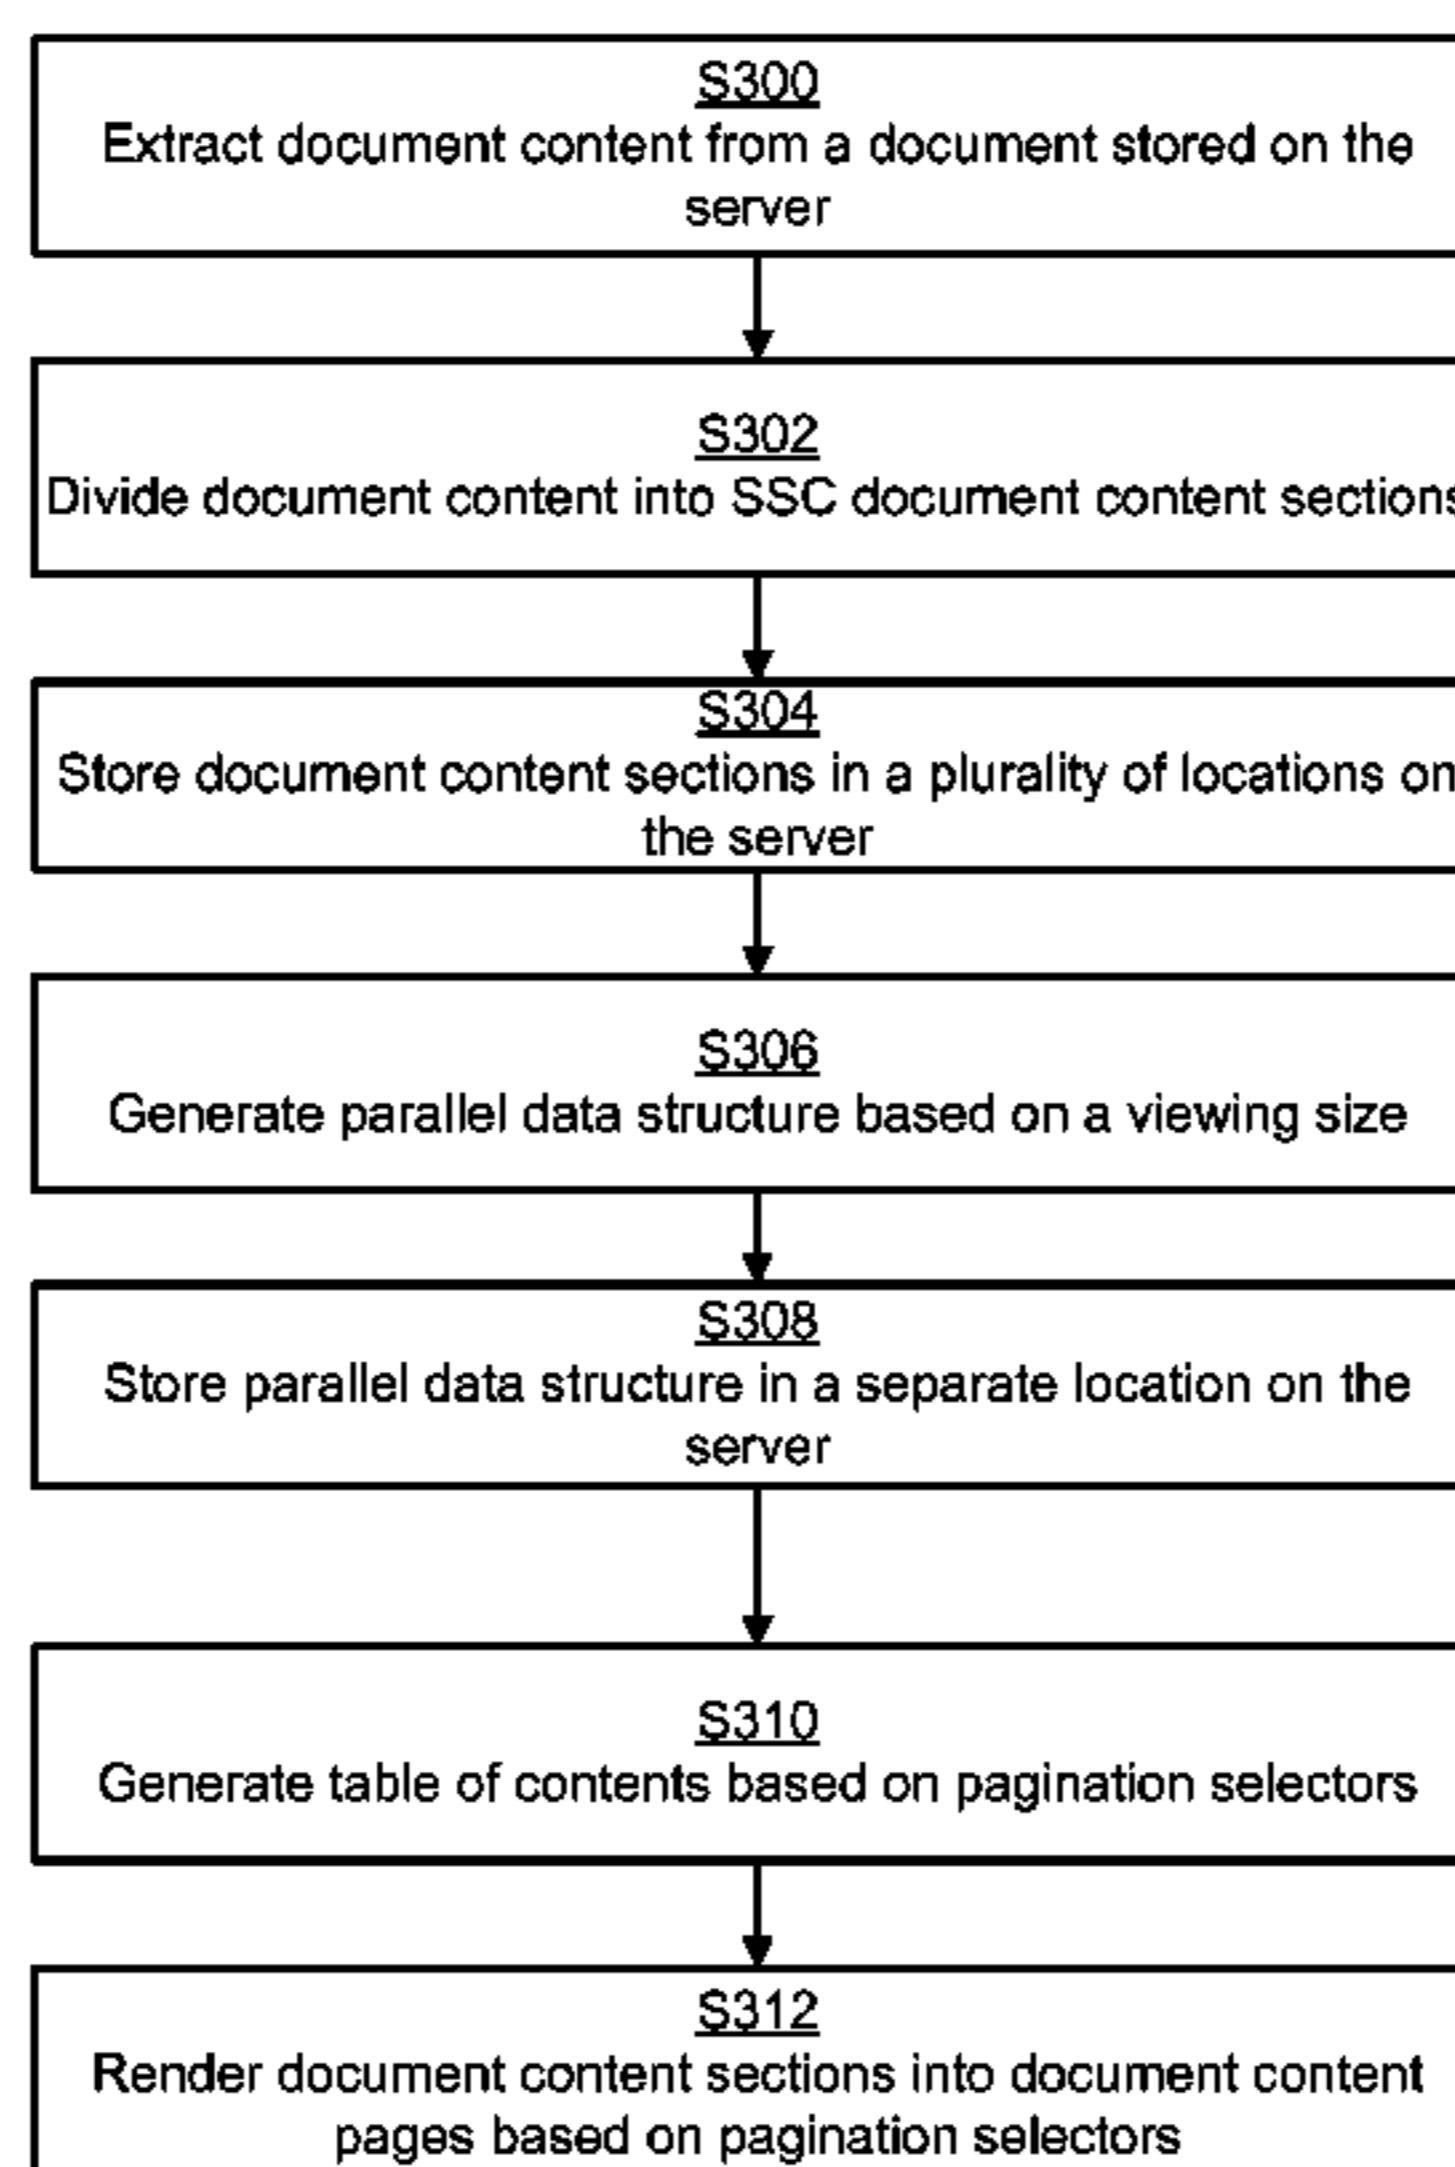 S300
Extract document content from a document stored on the
server
S302
Divide document content into SSC document content sections
S304
Store document content sections in a plurality of locations on
the server
S306
Generate parallel data structure based on a viewing size
S308
Store parallel data structure in a separate location on the
server
S310
Generate table of contents based on pagination selectors
S312
Render document content sections into document content
pages based on pagination selectors